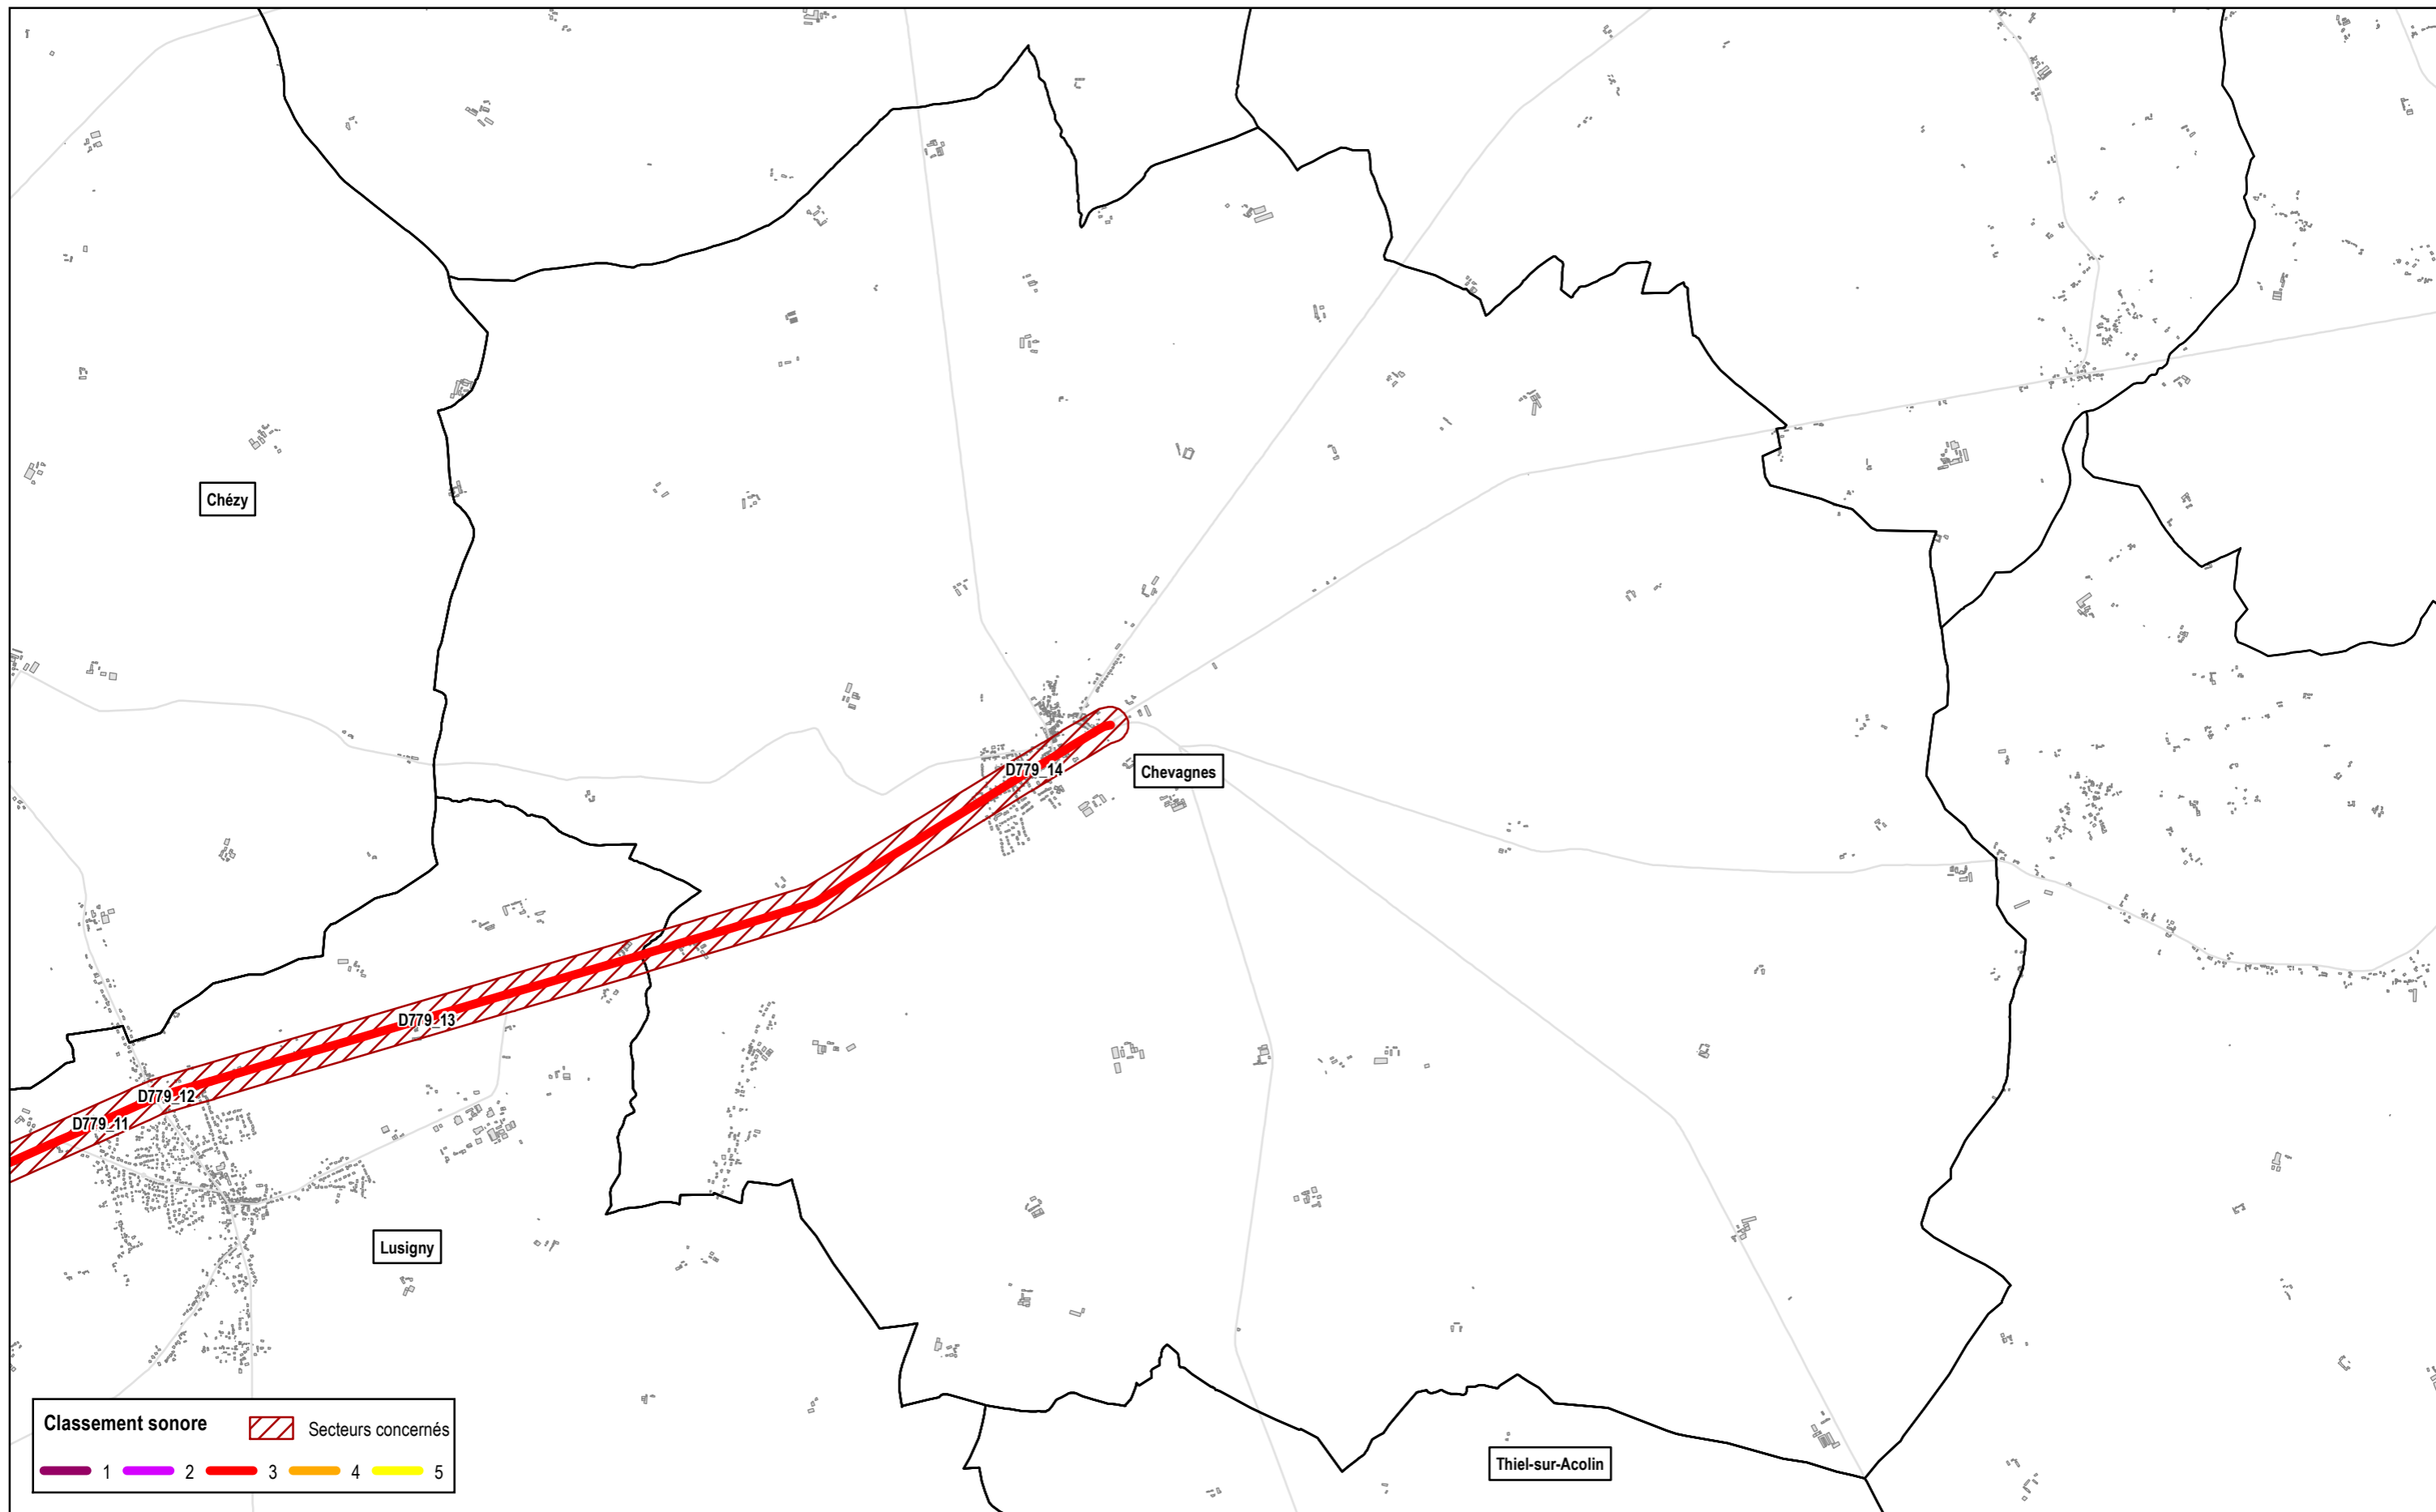 Chézy
D779_14
Chevagnes
D779_13
D779_12
D779_11
Lusigny
Classement sonore
Secteurs concernés
1 2 3 4 5
Thiel-sur-Acolin